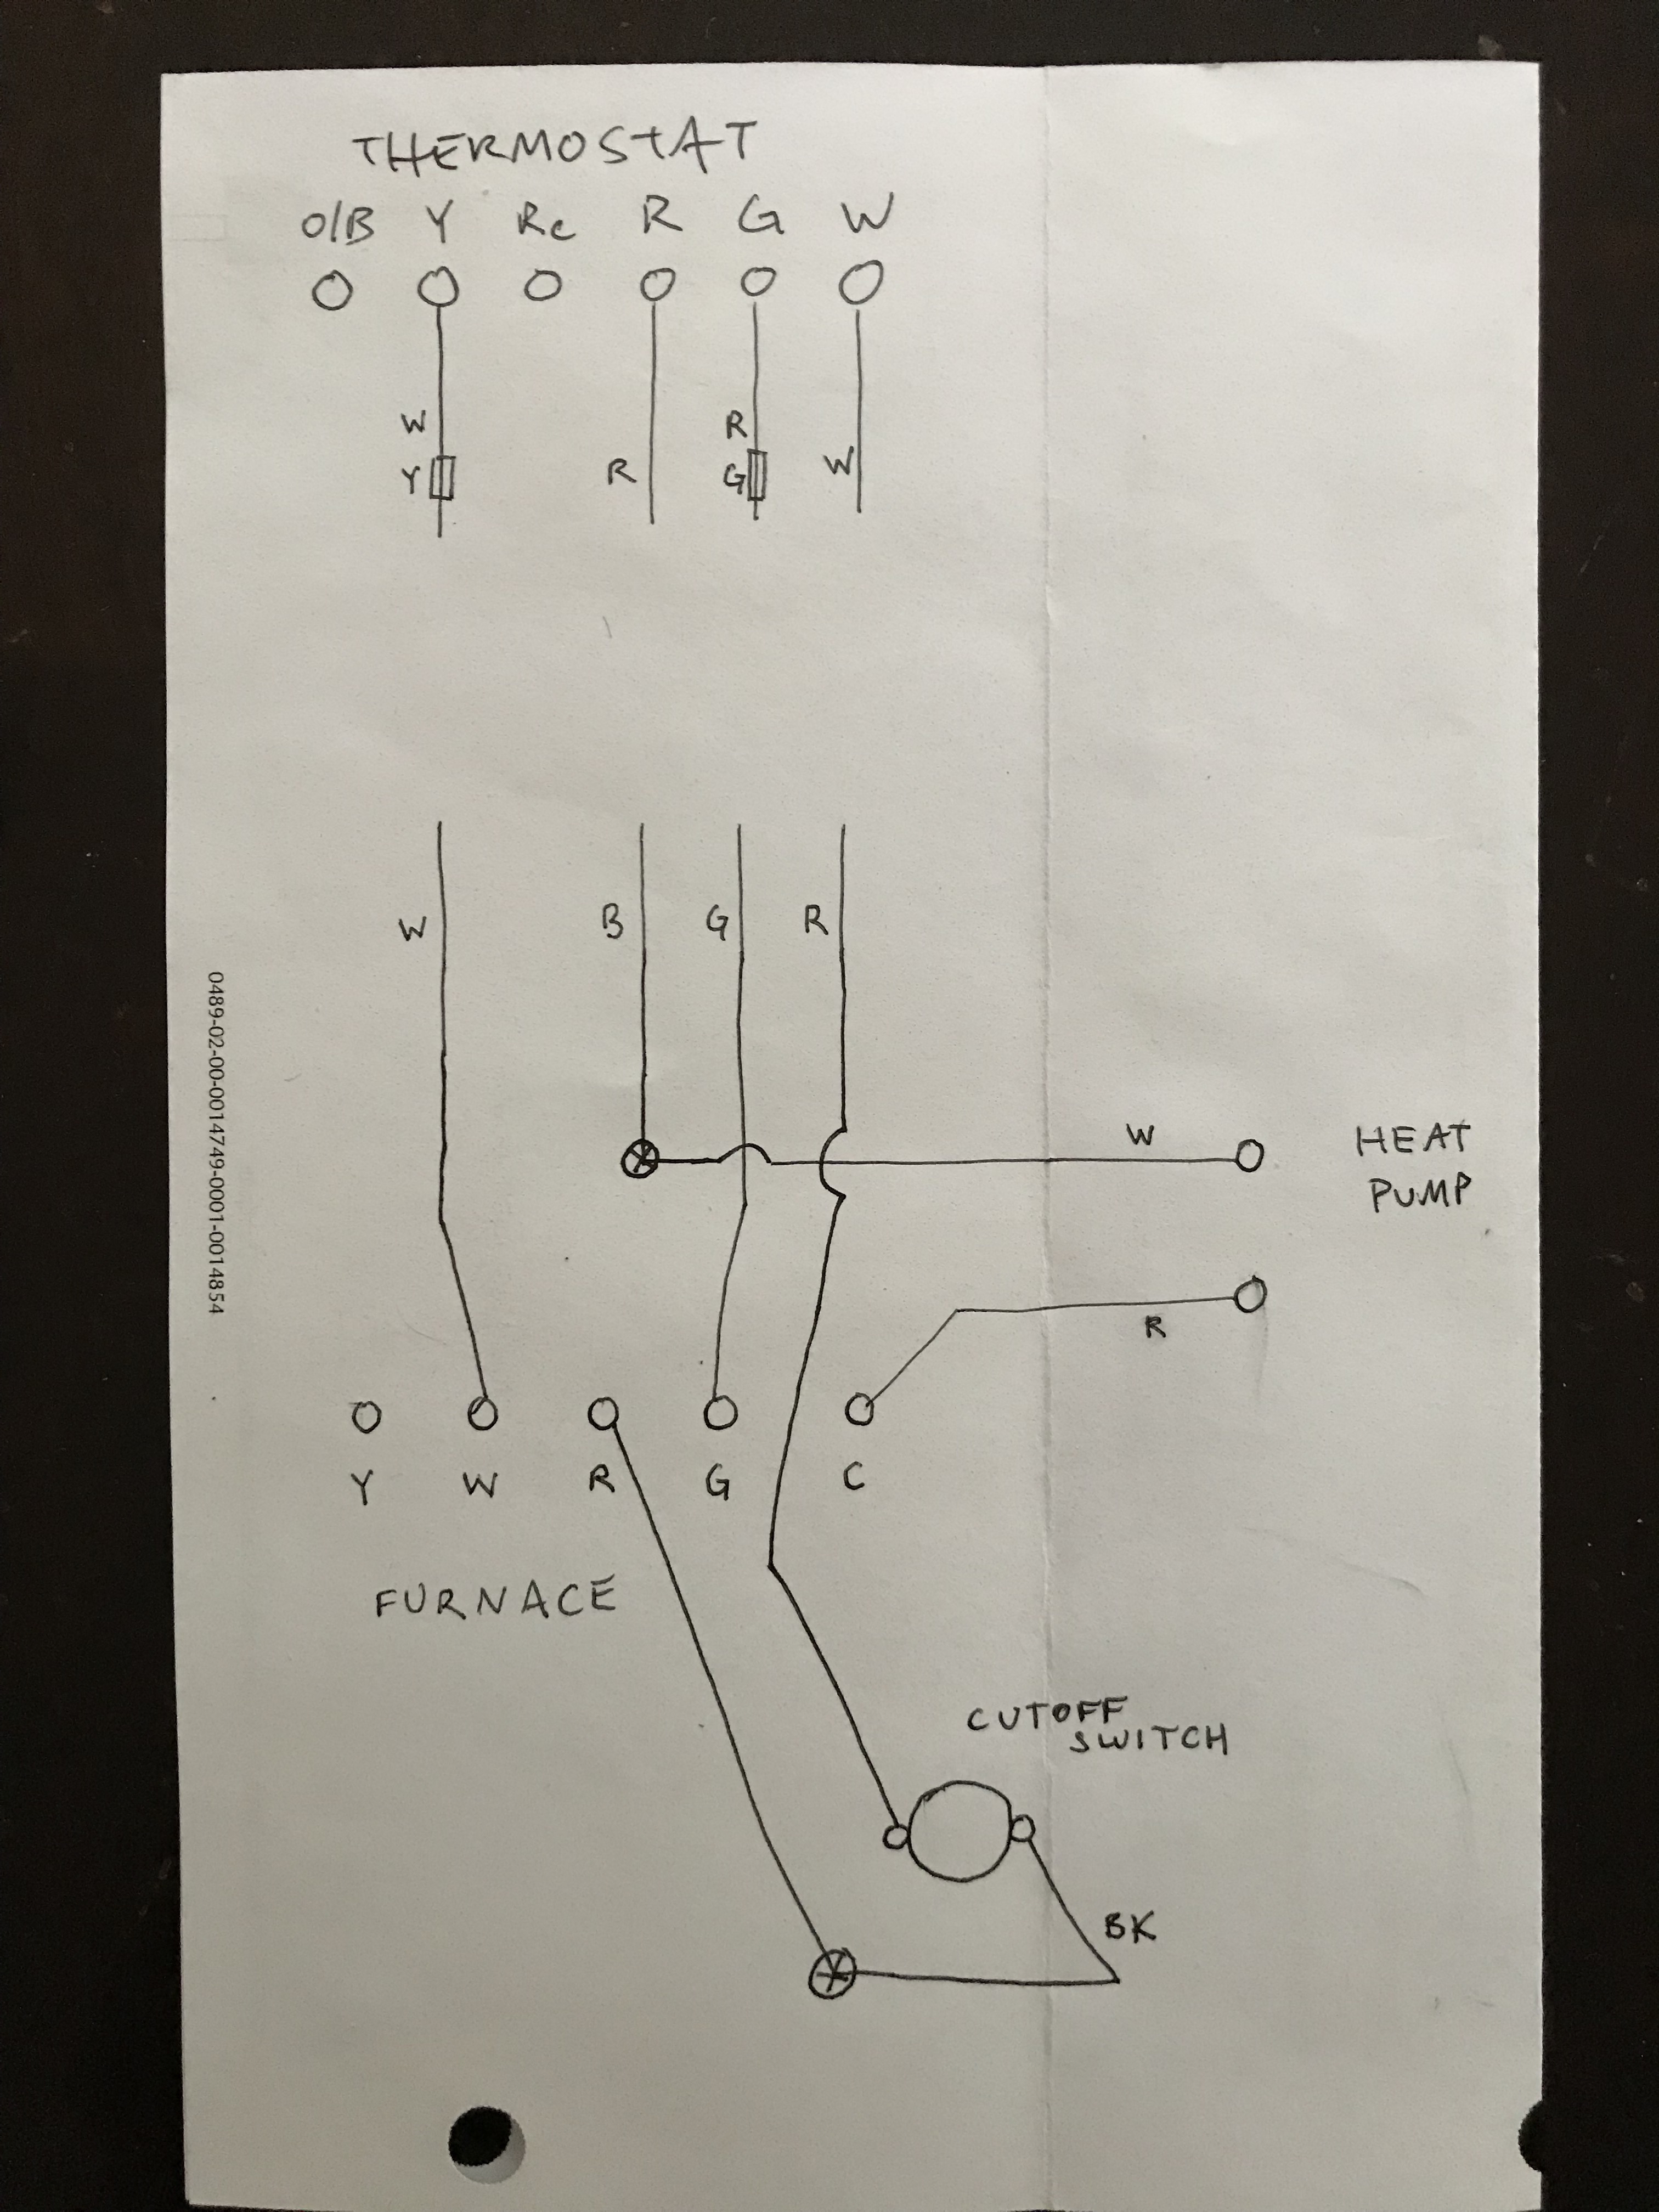 THERMOSTAT
O/B Y Rc R G W
W R
Y R G W
W B G R
W HEAT
PUMP
R
0489-02-00-0014749-0001-0014854
Y W R G C
FURNACE
CUTOFF
SWITCH
BK